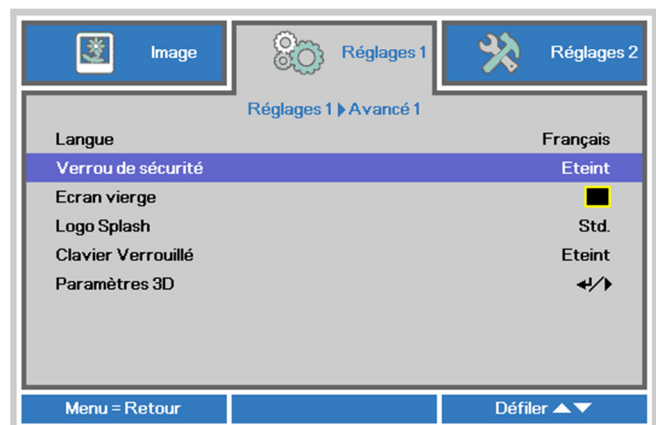 Image
Réglages 1
Réglages 2
Réglages 1 Avancé 1
Langue Français
Verrou de sécurité Eteint
Ecran vierge
Logo Splash Std.
Clavier Verrouillé Eteint
Paramètres 3D
Menu = Retour
Défiler